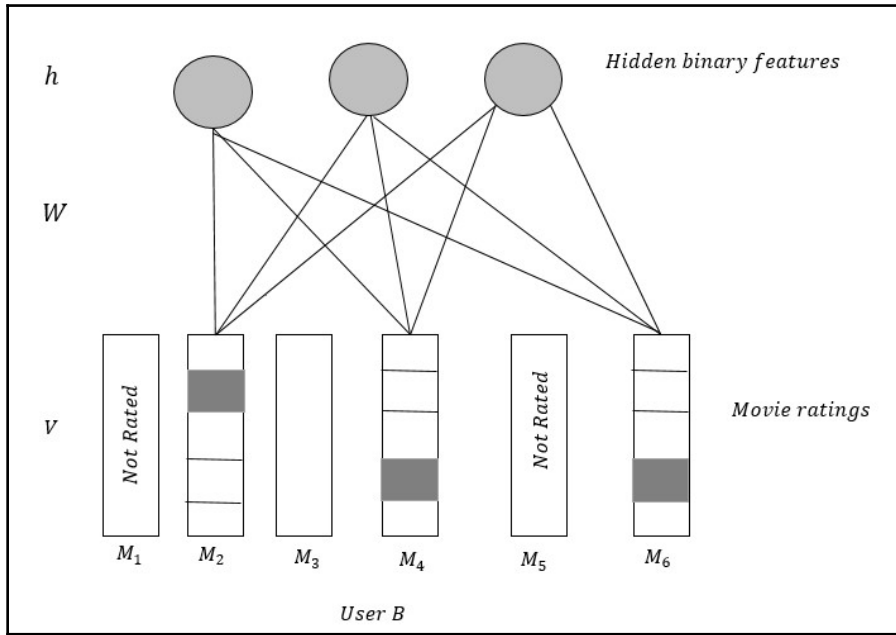 h
Hidden binary features
W
Not Rated
Not Rated
V
Movie ratings
M₁
M₂
M₃
M₄
M₅
M₆
User B